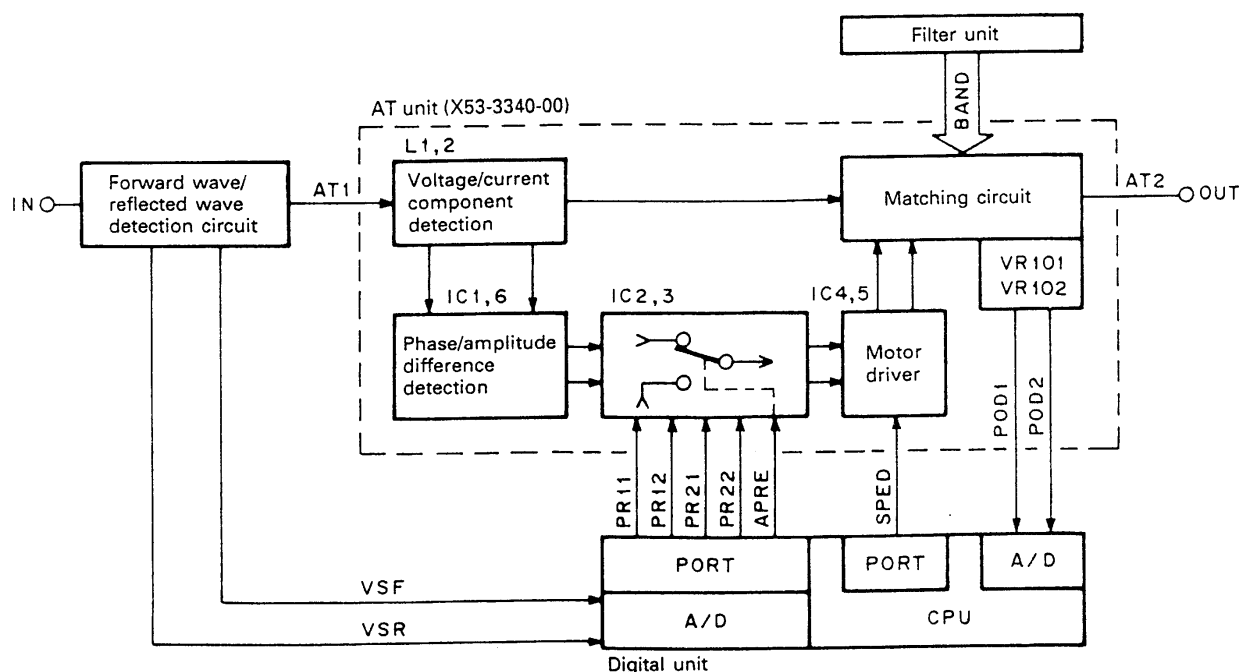 Filter unit
BAND
AT unit (X53-3340-00)
L1,2
IN
Forward wave/
reflected wave
detection circuit
AT1
Voltage/current
component
detection
Matching circuit
AT2
OUT
VR101
VR102
IC1,6
IC2,3
IC4,5
Phase/amplitude
difference
detection
Motor
driver
POD1
POD2
PR11
PR12
PR21
PR22
APRE
SPED
PORT
PORT
A/D
VSF
VSR
A/D
CPU
Digital unit